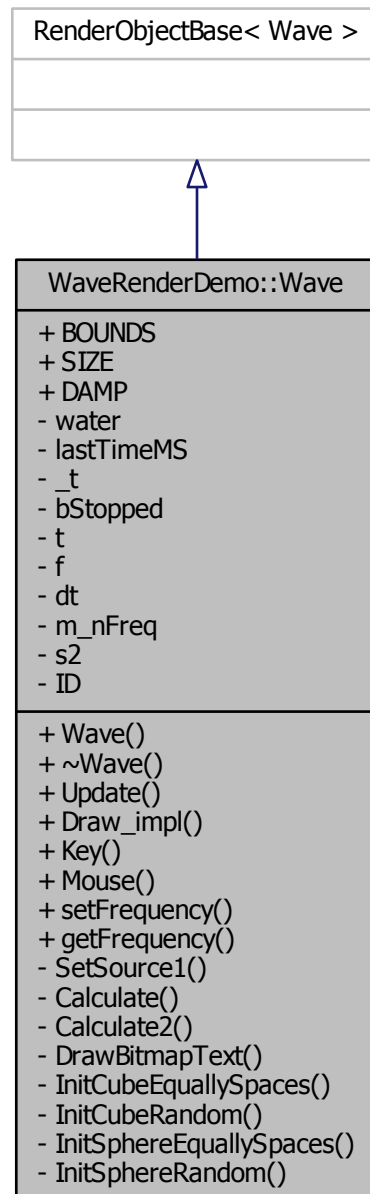 RenderObjectBase< Wave >
WaveRenderDemo::Wave
+ BOUNDS
+ SIZE
+ DAMP
- water
- lastTimeMS
- _t
- bStopped
- t
- f
- dt
- m_nFreq
- s2
- ID
+ Wave()
+ ~Wave()
+ Update()
+ Draw_impl()
+ Key()
+ Mouse()
+ setFrequency()
+ getFrequency()
- SetSource1()
- Calculate()
- Calculate2()
- DrawBitmapText()
- InitCubeEquallySpaces()
- InitCubeRandom()
- InitSphereEquallySpaces()
- InitSphereRandom()